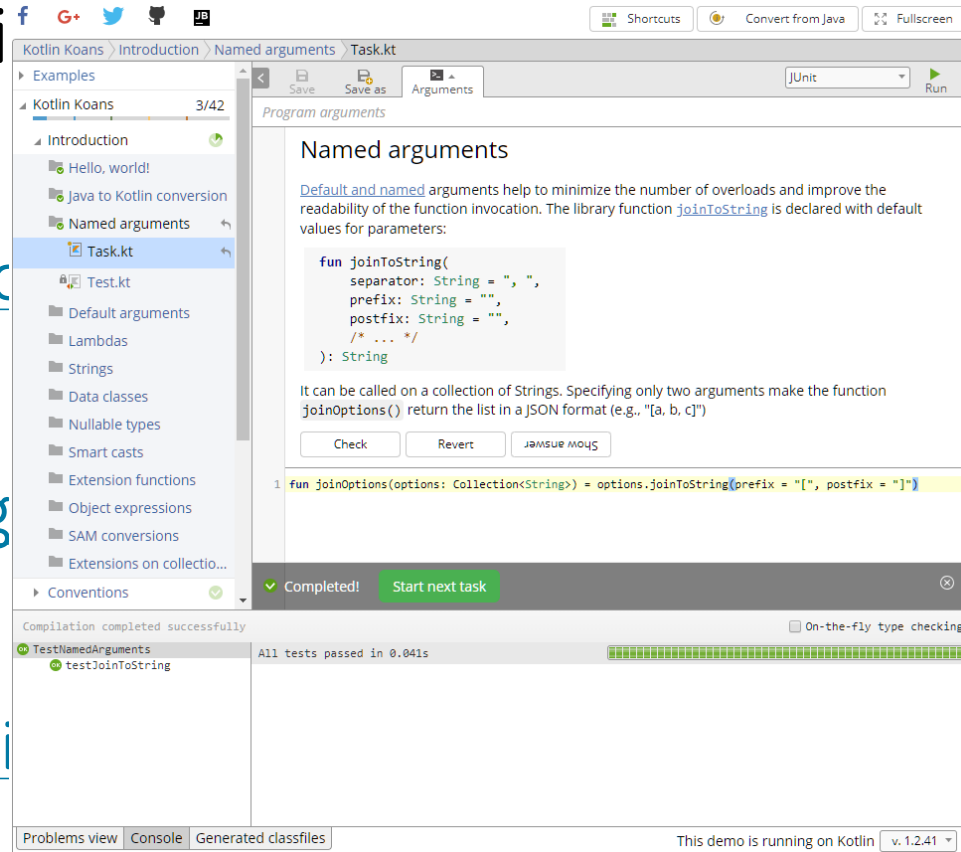 G+
JB
Shortcuts
Convert from Java
Fullscreen
Kotlin Koans Introduction Named arguments Task.kt
Examples
Kotlin Koans 3/42
Introduction
Hello, world!
Java to Kotlin conversion
Named arguments
Task.kt
Test.kt
Default arguments
Lambdas
Strings
Data classes
Nullable types
Smart casts
Extension functions
Object expressions
SAM conversions
Extensions on collectio...
Conventions
Save
Save as
Arguments
JUnit
Run
Program arguments
Named arguments
Default and named arguments help to minimize the number of overloads and improve the
readability of the function invocation. The library function joinToString is declared with default
values for parameters:
fun joinToString(
separator: String = ", ",
prefix: String = "",
postfix: String = "",
/* ... */
): String
It can be called on a collection of Strings. Specifying only two arguments make the function
joinOptions() return the list in a JSON format (e.g., "[a, b, c]")
Check
Revert
Show answer
1 fun joinOptions(options: Collection<String>) = options.joinToString(prefix = "[", postfix = "]")
Completed!
Start next task
Compilation completed successfully
On-the-fly type checking
OK TestNamedArguments
OK testJoinToString
All tests passed in 0.041s
Problems view
Console
Generated classfiles
This demo is running on Kotlin v. 1.2.41